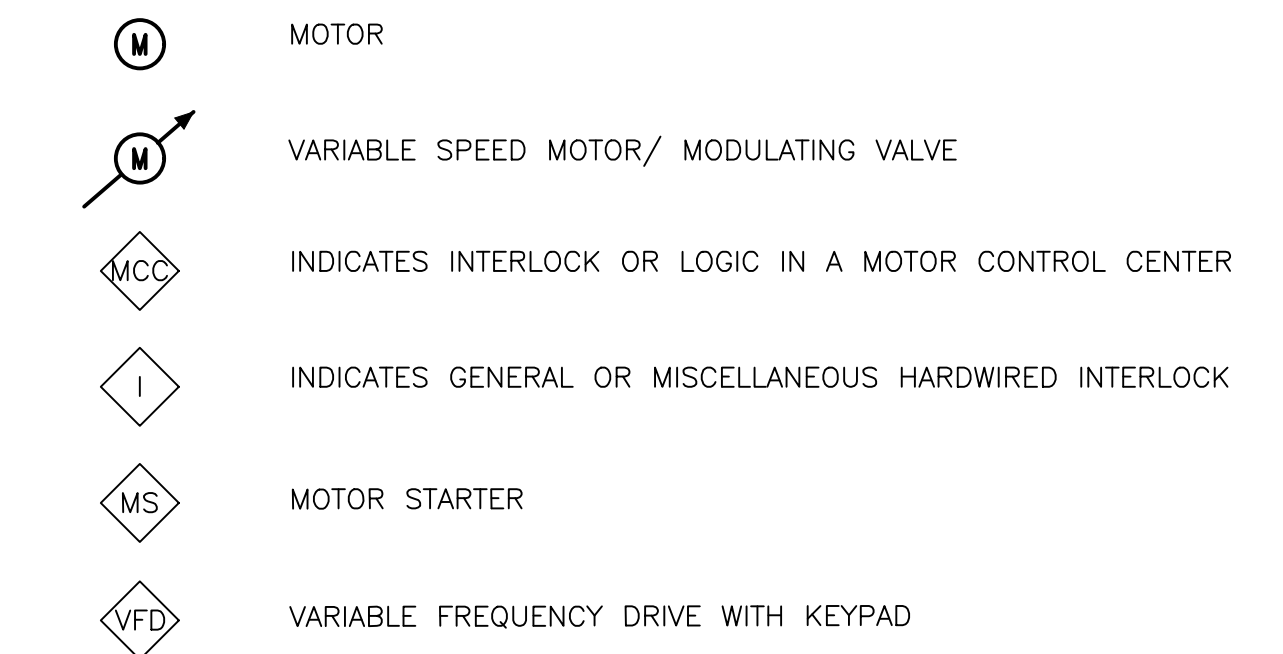 M MOTOR
M VARIABLE SPEED MOTOR/ MODULATING VALVE
MCC INDICATES INTERLOCK OR LOGIC IN A MOTOR CONTROL CENTER
I INDICATES GENERAL OR MISCELLANEOUS HARDWIRED INTERLOCK
MS MOTOR STARTER
VFD VARIABLE FREQUENCY DRIVE WITH KEYPAD